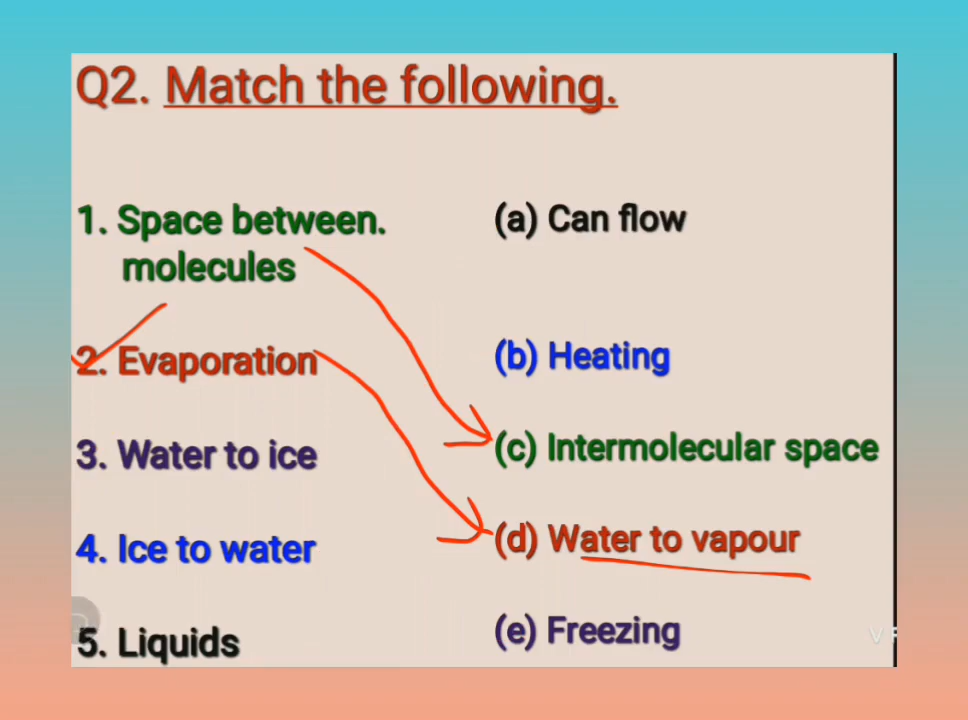 Q2. Match the following.
1. Space between.
molecules
(a) Can flow
2. Evaporation
(b) Heating
3. Water to ice
(c) Intermolecular space
4. Ice to water
(d) Water to vapour
5. Liquids
(e) Freezing